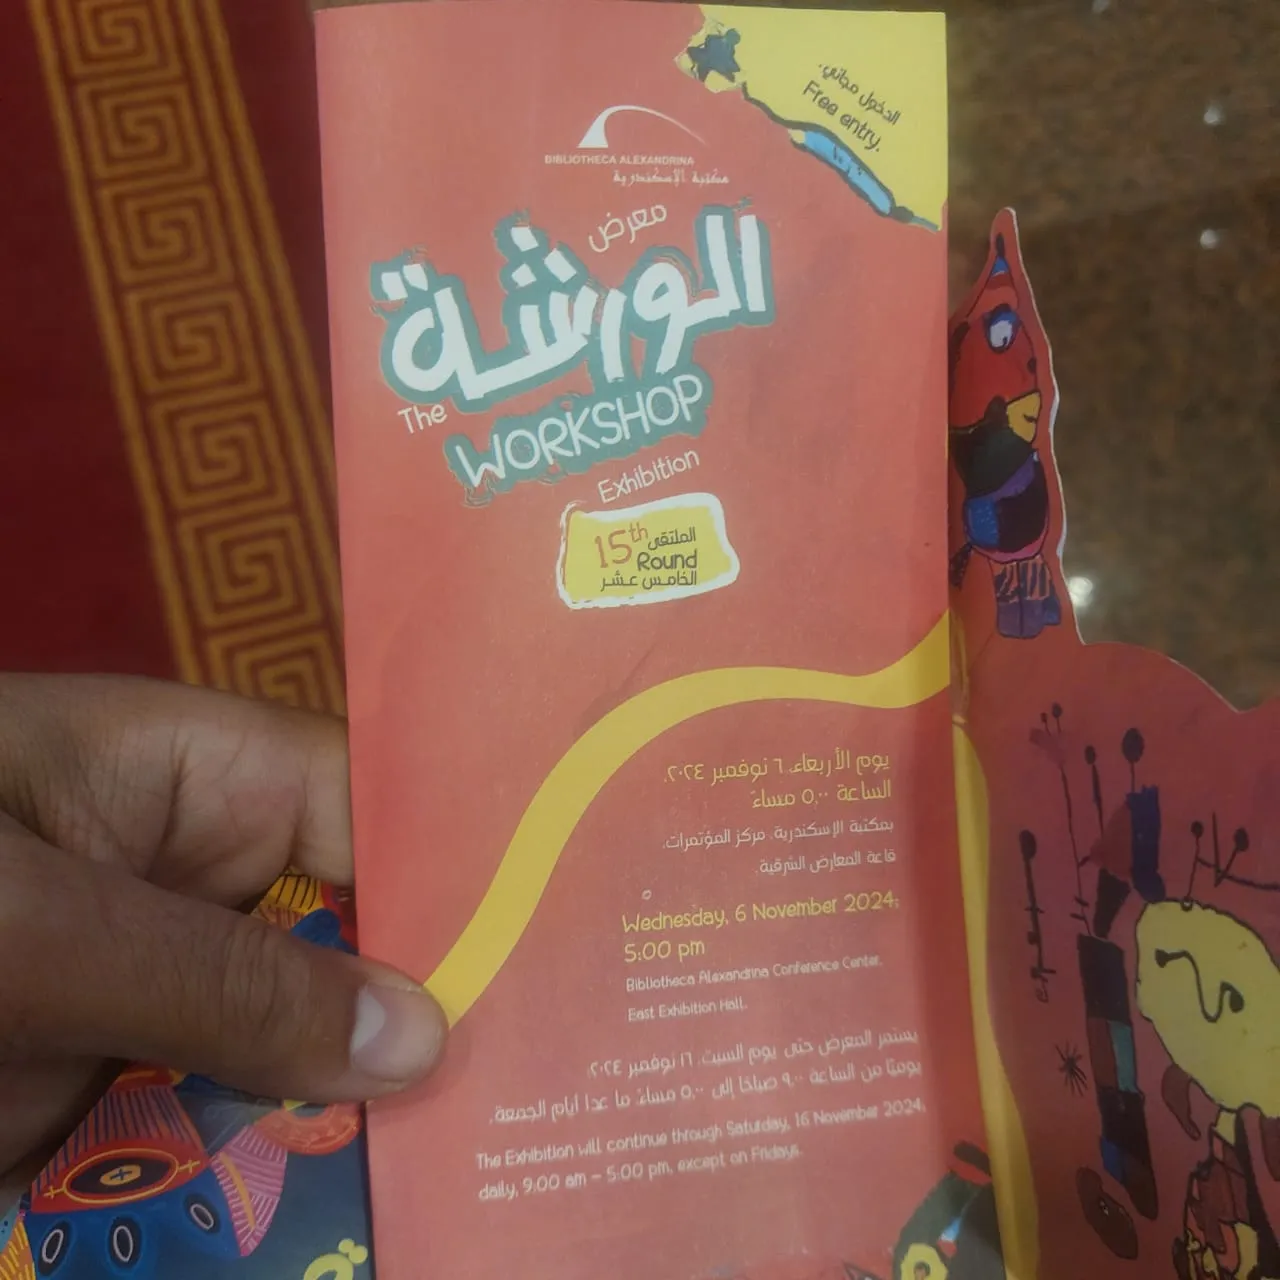 الدخول مجاني.
Free entry.
BIBLIOTHECA ALEXANDRINA
مكتبة الإسكندرية
معرض
الورشة
The
WORKSHOP
Exhibition
15th الملتقى
Round
الخامس عشر
يوم الأربعاء، ٦ نوفمبر ٢٠٢٤،
الساعة ٥,٠٠ مساءً
بمكتبة الإسكندرية، مركز المؤتمرات،
قاعة المعارض الشرقية.
Wednesday, 6 November 2024;
5:00 pm
Bibliotheca Alexandrina Conference Center,
East Exhibition Hall.
يستمر المعرض حتى يوم السبت، ١٦ نوفمبر ٢٠٢٤،
يوميًا من الساعة ٩,٠٠ صباحًا إلى ٥,٠٠ مساءً، ما عدا أيام الجمعة.
The Exhibition will continue through Saturday, 16 November 2024;
daily, 9:00 am – 5:00 pm, except on Fridays.